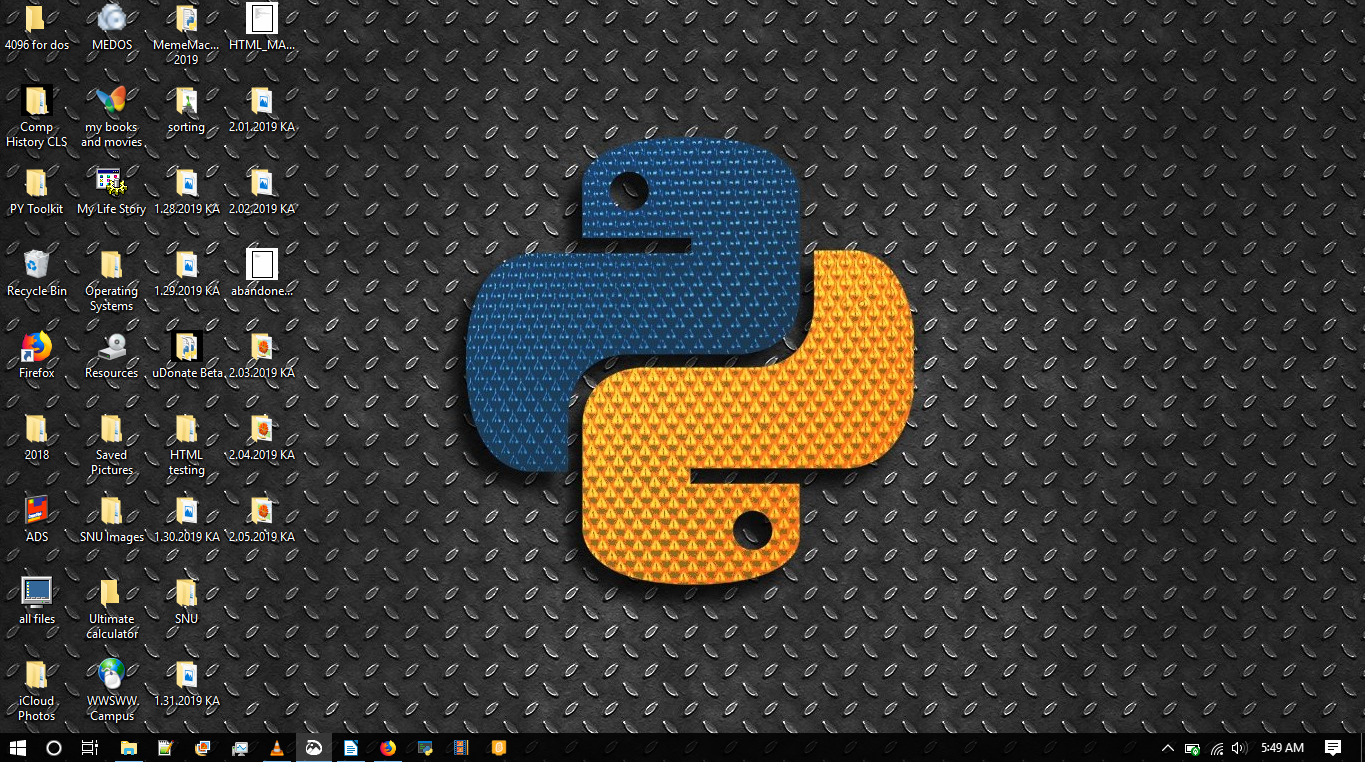 4096 for dos
MEDOS
MemeMac...
2019
HTML_MA...
Comp
History CLS
my books
and movies
sorting
2.01.2019 KA
PY Toolkit
My Life Story
1.28.2019 KA
2.02.2019 KA
Recycle Bin
Operating
Systems
1.29.2019 KA
abandone...
Firefox
Resources
uDonate Beta
2.03.2019 KA
2018
Saved
Pictures
HTML
testing
2.04.2019 KA
ADS
SNU Images
1.30.2019 KA
2.05.2019 KA
all files
Ultimate
calculator
SNU
iCloud
Photos
WWSWW
Campus
1.31.2019 KA
5:49 AM